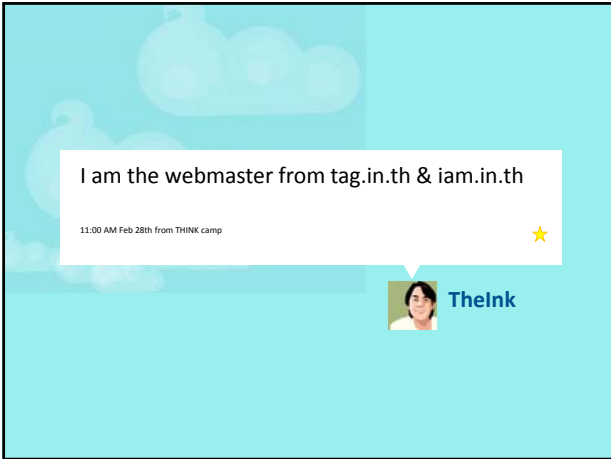 I am the webmaster from tag.in.th & iam.in.th
11:00 AM Feb 28th from THINK camp
TheInk